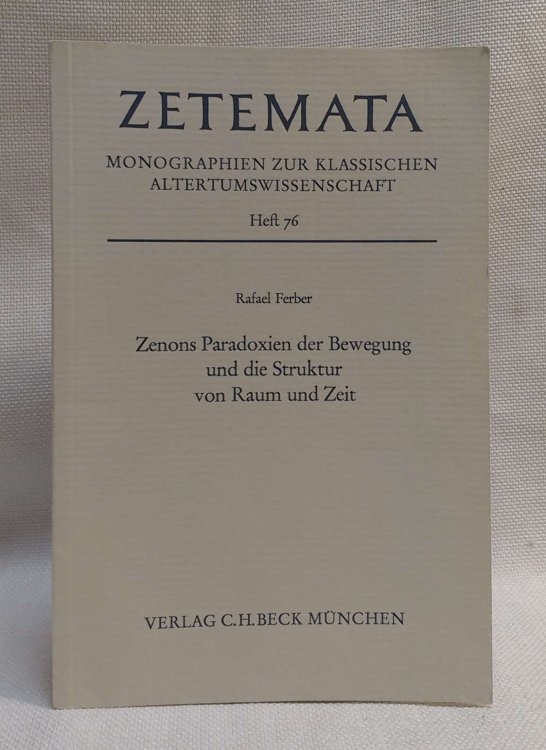 ZETEMATA
MONOGRAPHIEN ZUR KLASSISCHEN
ALTERTUMSWISSENSCHAFT
Heft 76
Rafael Ferber
Zenons Paradoxien der Bewegung
und die Struktur
von Raum und Zeit
VERLAG C.H.BECK MÜNCHEN